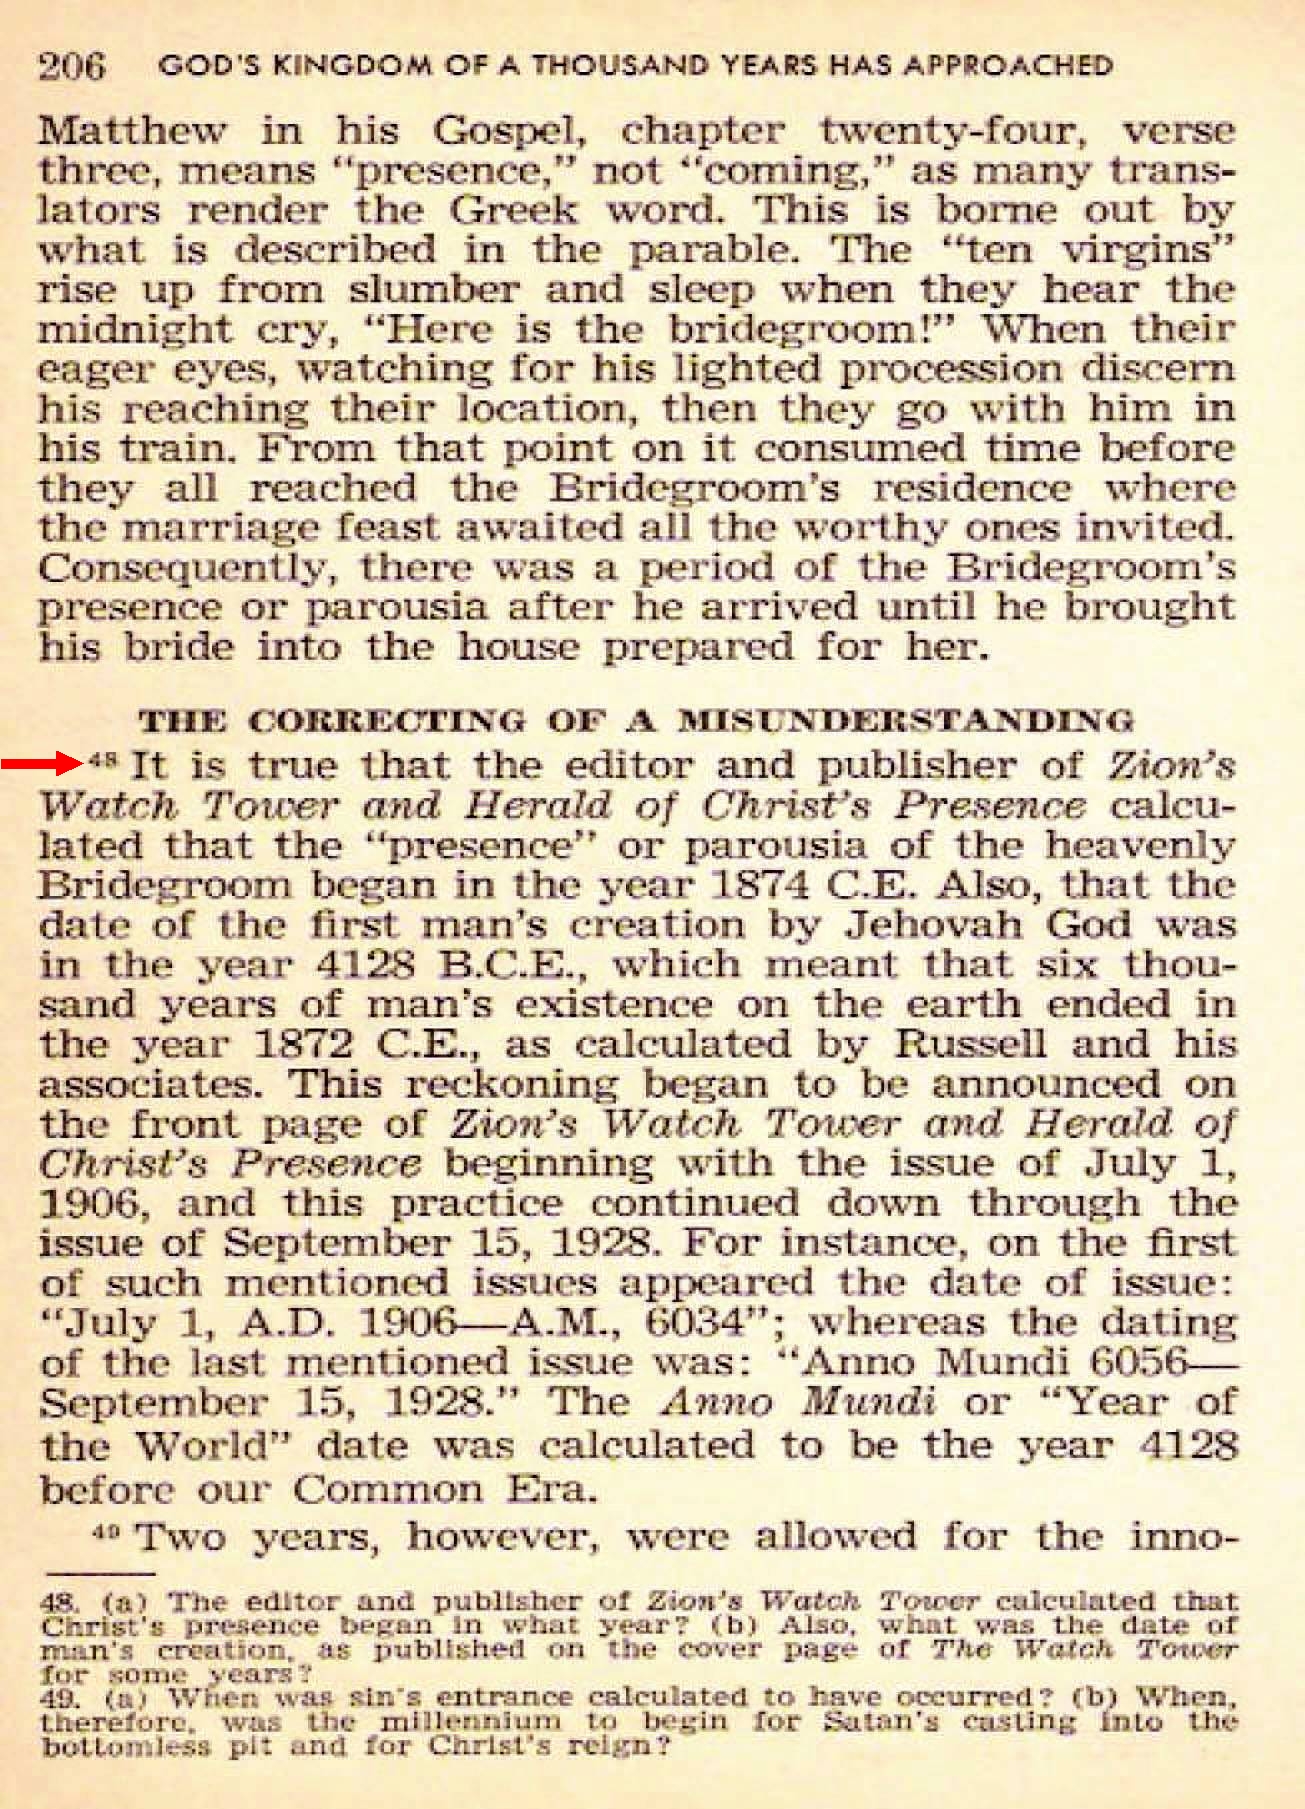 206 GOD'S KINGDOM OF A THOUSAND YEARS HAS APPROACHED
Matthew in his Gospel, chapter twenty-four, verse
three, means "presence," not "coming," as many trans-
lators render the Greek word. This is borne out by
what is described in the parable. The "ten virgins"
rise up from slumber and sleep when they hear the
midnight cry, "Here is the bridegroom!" When their
eager eyes, watching for his lighted procession discern
his reaching their location, then they go with him in
his train. From that point on it consumed time before
they all reached the Bridegroom's residence where
the marriage feast awaited all the worthy ones invited.
Consequently, there was a period of the Bridegroom's
presence or parousia after he arrived until he brought
his bride into the house prepared for her.
THE CORRECTING OF A MISUNDERSTANDING
48 It is true that the editor and publisher of Zion's
Watch Tower and Herald of Christ's Presence calcu-
lated that the "presence" or parousia of the heavenly
Bridegroom began in the year 1874 C.E. Also, that the
date of the first man's creation by Jehovah God was
in the year 4128 B.C.E., which meant that six thou-
sand years of man's existence on the earth ended in
the year 1872 C.E., as calculated by Russell and his
associates. This reckoning began to be announced on
the front page of Zion's Watch Tower and Herald of
Christ's Presence beginning with the issue of July 1,
1906, and this practice continued down through the
issue of September 15, 1928. For instance, on the first
of such mentioned issues appeared the date of issue:
"July 1, A.D. 1906—A.M., 6034"; whereas the dating
of the last mentioned issue was: "Anno Mundi 6056—
September 15, 1928." The Anno Mundi or "Year of
the World" date was calculated to be the year 4128
before our Common Era.
49 Two years, however, were allowed for the inno-
48. (a) The editor and publisher of Zion's Watch Tower calculated that
Christ's presence began in what year? (b) Also, what was the date of
man's creation, as published on the cover page of The Watch Tower
for some years?
49. (a) When was sin's entrance calculated to have occurred? (b) When,
therefore, was the millennium to begin for Satan's casting into the
bottomless pit and for Christ's reign?